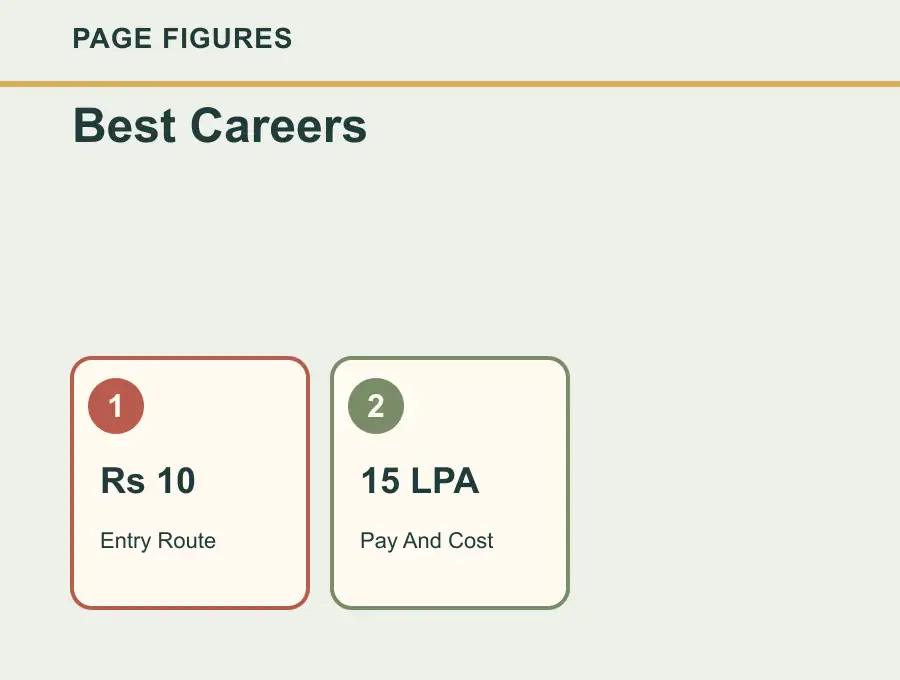 PAGE FIGURES
Best Careers
1
Rs 10
Entry Route
2
15 LPA
Pay And Cost